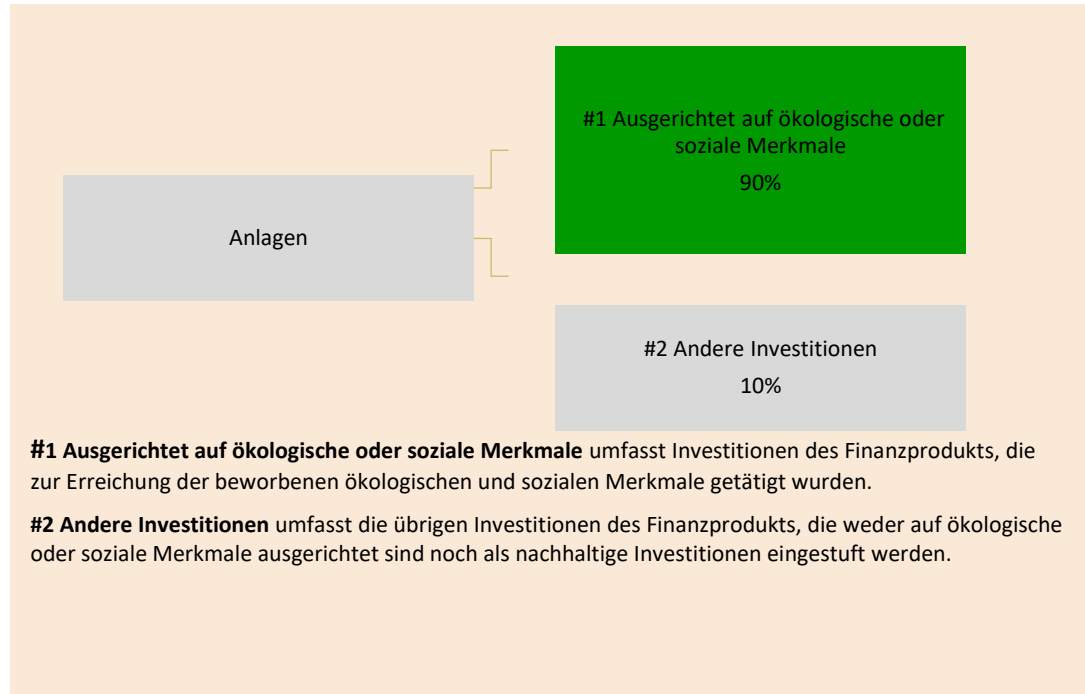 #1 Ausgerichtet auf ökologische oder
soziale Merkmale
90%
Anlagen
#2 Andere Investitionen
10%
#1 Ausgerichtet auf ökologische oder soziale Merkmale umfasst Investitionen des Finanzprodukts, die
zur Erreichung der beworbenen ökologischen und sozialen Merkmale getätigt wurden.
#2 Andere Investitionen umfasst die übrigen Investitionen des Finanzprodukts, die weder auf ökologische
oder soziale Merkmale ausgerichtet sind noch als nachhaltige Investitionen eingestuft werden.